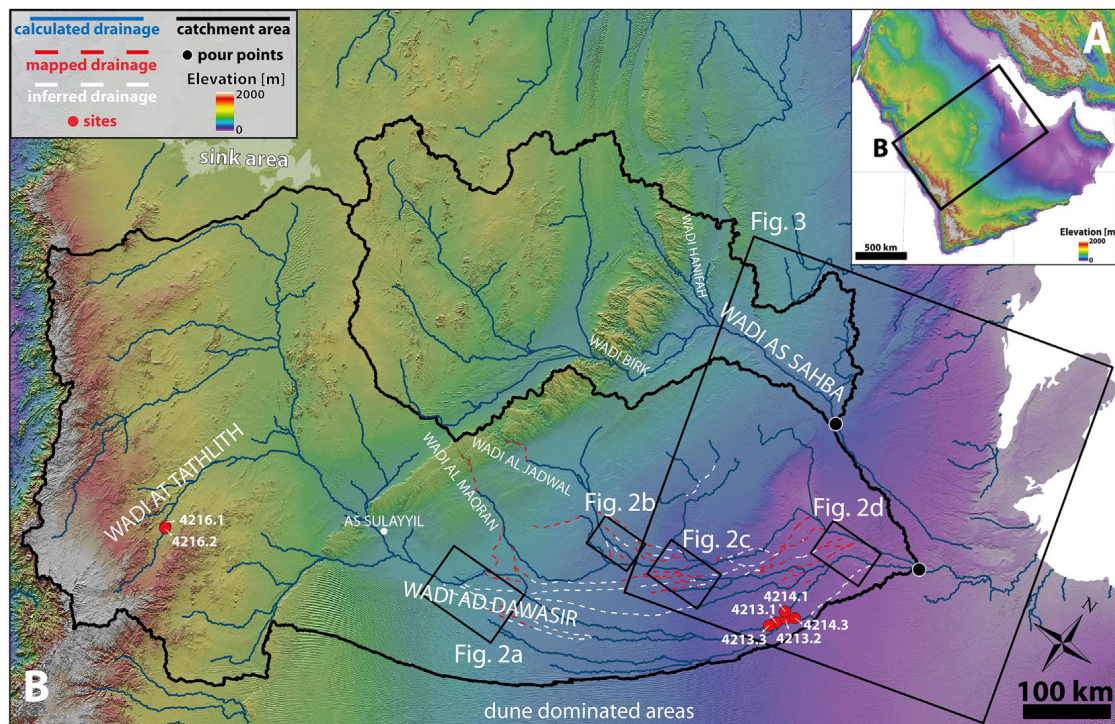 calculated drainage
mapped drainage
inferred drainage
sites
catchment area
pour points
Elevation [m]
2000
0
A
B
Elevation [m]
2000
0
500 km
sink area
Fig. 3
WADI HANIFAH
WADI AS SAHBA
WADI BIRK
WADI AL JADWAL
WADI AL MAQRAN
WADI AT TATHLITH
4216.1
4216.2
AS SULAYYIL
Fig. 2b
Fig. 2c
Fig. 2d
WADI AD DAWASIR
4214.1
4213.1
4214.3
4213.3
4213.2
Fig. 2a
N
B
100 km
dune dominated areas